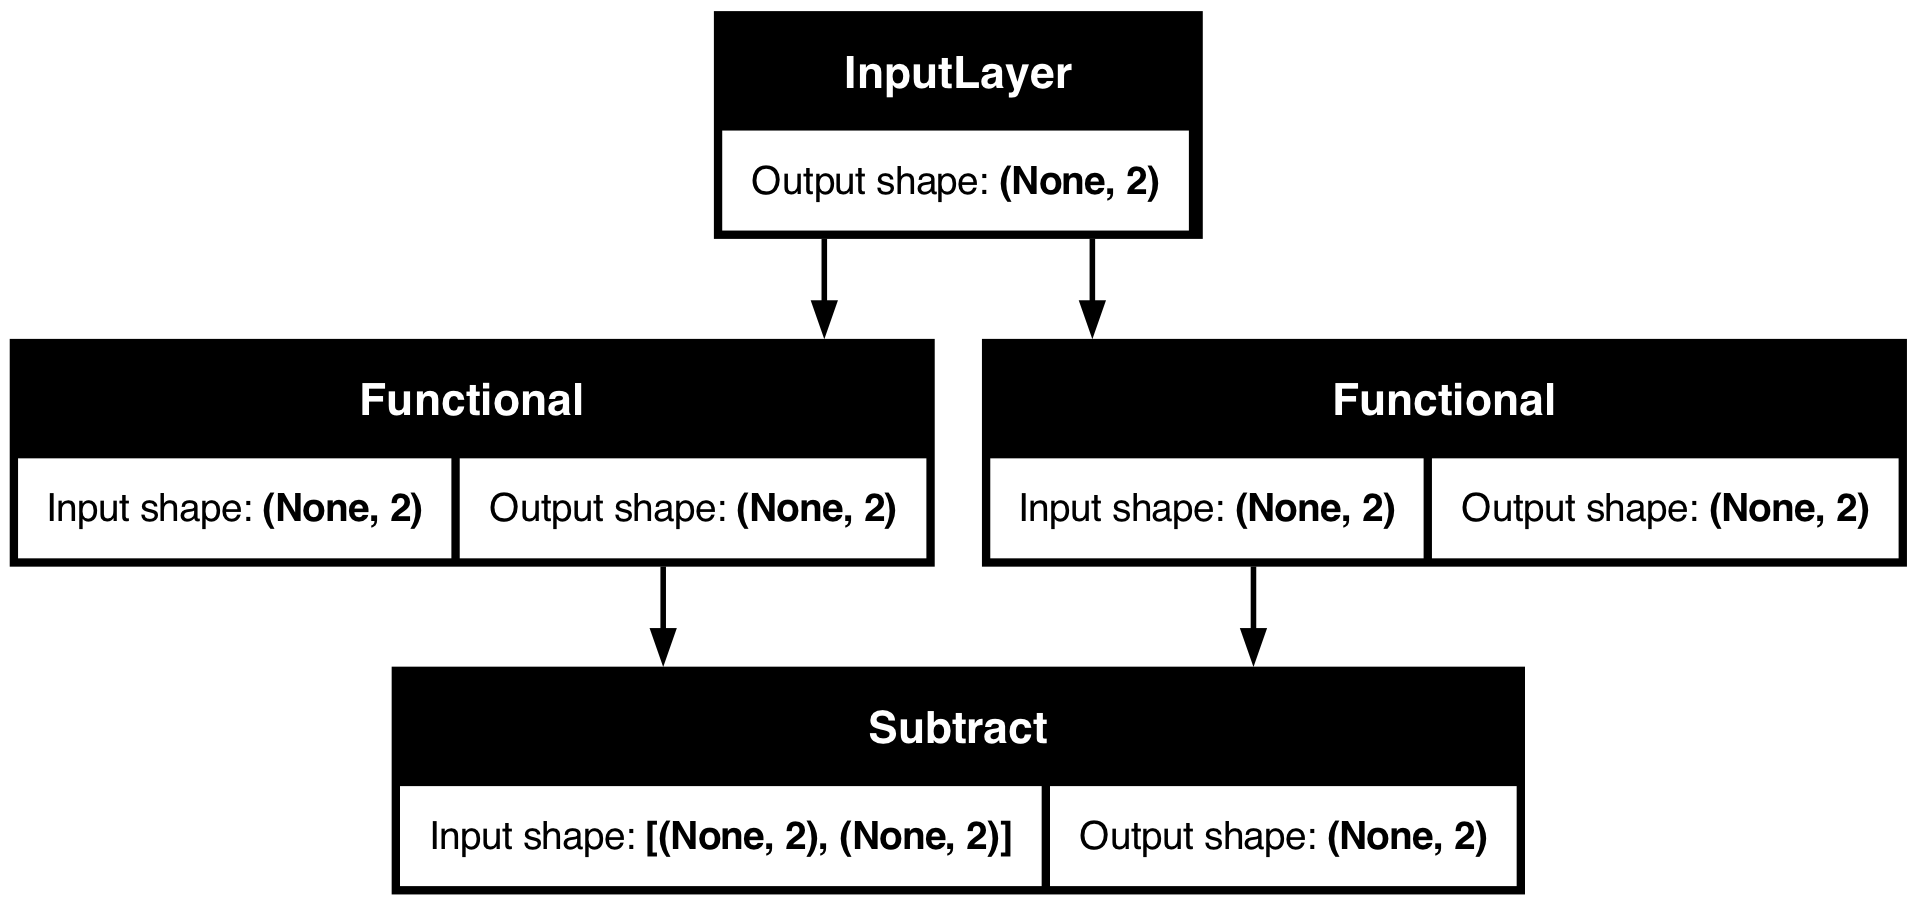 InputLayer
Output shape: (None, 2)
Functional
Input shape: (None, 2)
Output shape: (None, 2)
Functional
Input shape: (None, 2)
Output shape: (None, 2)
Subtract
Input shape: [(None, 2), (None, 2)]
Output shape: (None, 2)